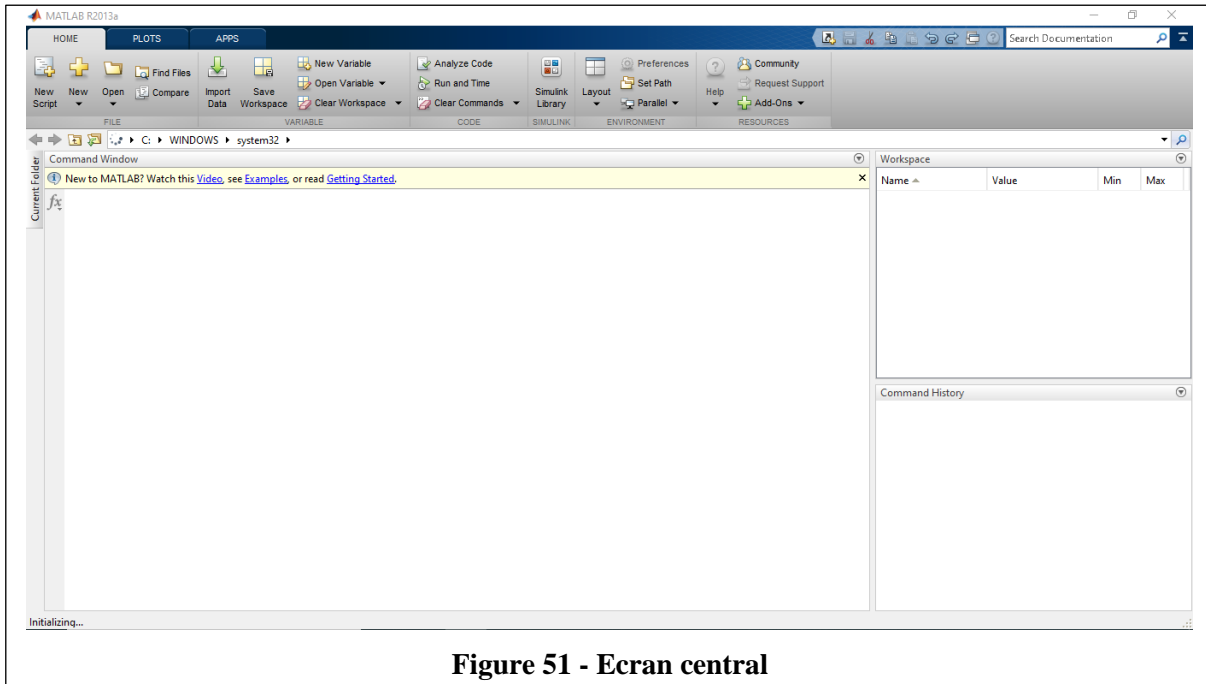 MATLAB R2013a
HOME PLOTS APPS
Search Documentation
New Script
New
Open
Find Files
Compare
FILE
Import Data
Save Workspace
New Variable
Open Variable
Clear Workspace
VARIABLE
Analyze Code
Run and Time
Clear Commands
CODE
Simulink Library
SIMULINK
Layout
Preferences
Set Path
Parallel
ENVIRONMENT
Help
Community
Request Support
Add-Ons
RESOURCES
C: WINDOWS system32
Current Folder
Command Window
New to MATLAB? Watch this Video, see Examples, or read Getting Started.
fx
Workspace
Name Value Min Max
Command History
Initializing...
Figure 51 - Ecran central